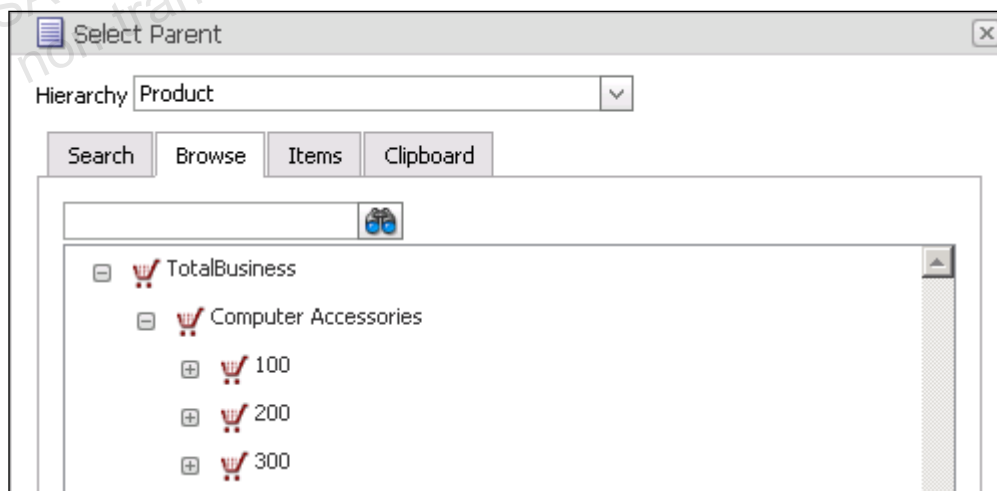 Select Parent
Hierarchy Product
Search Browse Items Clipboard
TotalBusiness
Computer Accessories
100
200
300